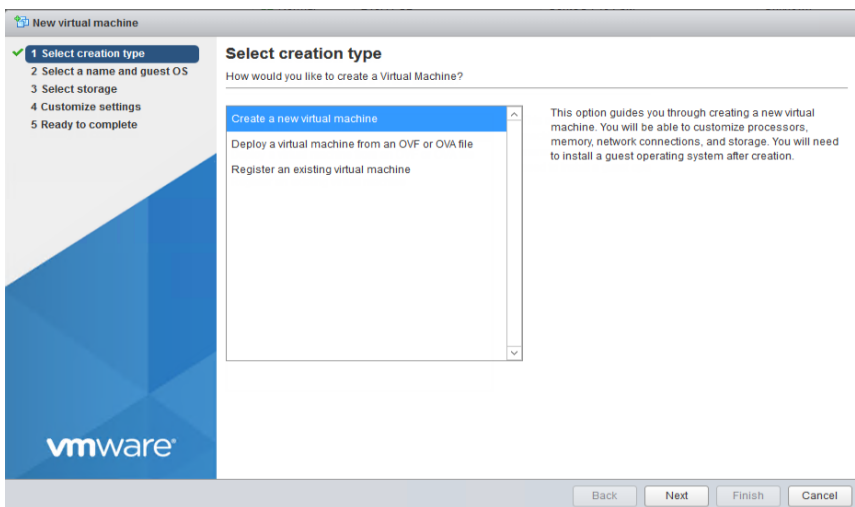 New virtual machine
1 Select creation type
2 Select a name and guest OS
3 Select storage
4 Customize settings
5 Ready to complete
vmware®
Select creation type
How would you like to create a Virtual Machine?
Create a new virtual machine
Deploy a virtual machine from an OVF or OVA file
Register an existing virtual machine
This option guides you through creating a new virtual
machine. You will be able to customize processors,
memory, network connections, and storage. You will need
to install a guest operating system after creation.
Back
Next
Finish
Cancel